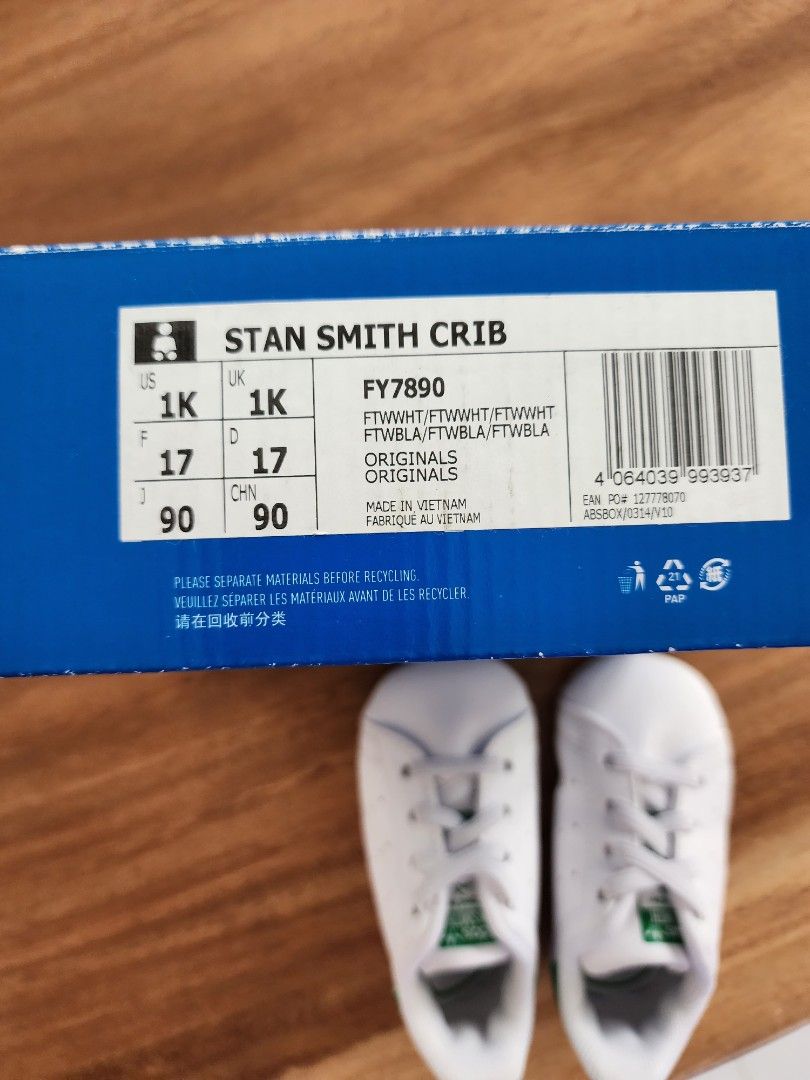 STAN SMITH CRIB
US 1K UK 1K
F 17 D 17
J 90 CHN 90
FY7890
FTWWHT/FTWWHT/FTWWHT
FTWBLA/FTWBLA/FTWBLA
ORIGINALS
ORIGINALS
MADE IN VIETNAM
FABRIQUE AU VIETNAM
4 064039 993937
EAN PO# 127778070
ABSBOX/0314/V10
PLEASE SEPARATE MATERIALS BEFORE RECYCLING.
VEUILLEZ SÉPARER LES MATÉRIAUX AVANT DE LES RECYCLER.
请在回收前分类
21
PAP
紙